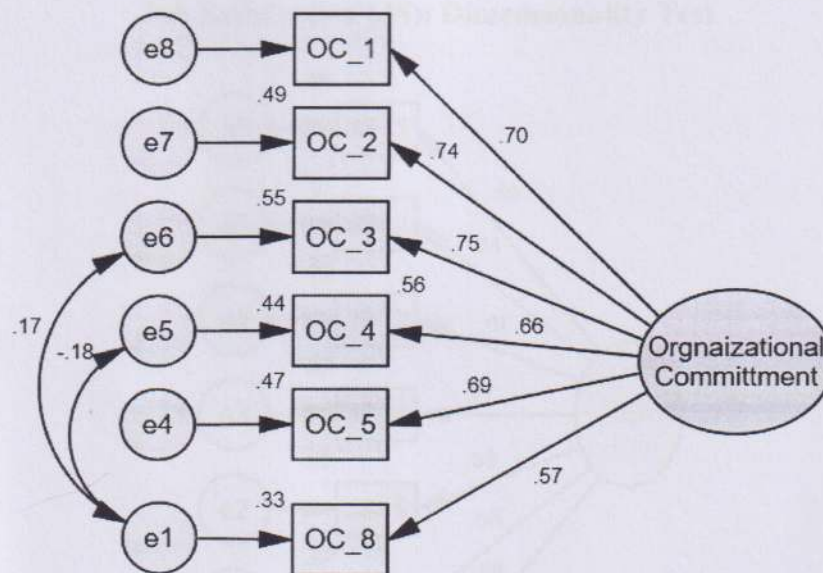 e8 OC_1
.49
e7 OC_2 .74 .70
.55
e6 OC_3 .75
.17 .44 .56
e5 OC_4 .66
-.18
.47
e4 OC_5 .69
Orgnaizational
Committment
.33 .57
e1 OC_8